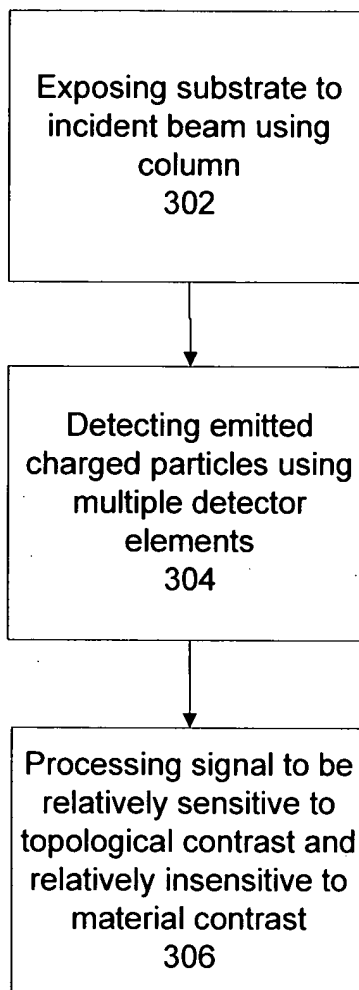 Exposing substrate to
incident beam using
column
302
Detecting emitted
charged particles using
multiple detector
elements
304
Processing signal to be
relatively sensitive to
topological contrast and
relatively insensitive to
material contrast
306